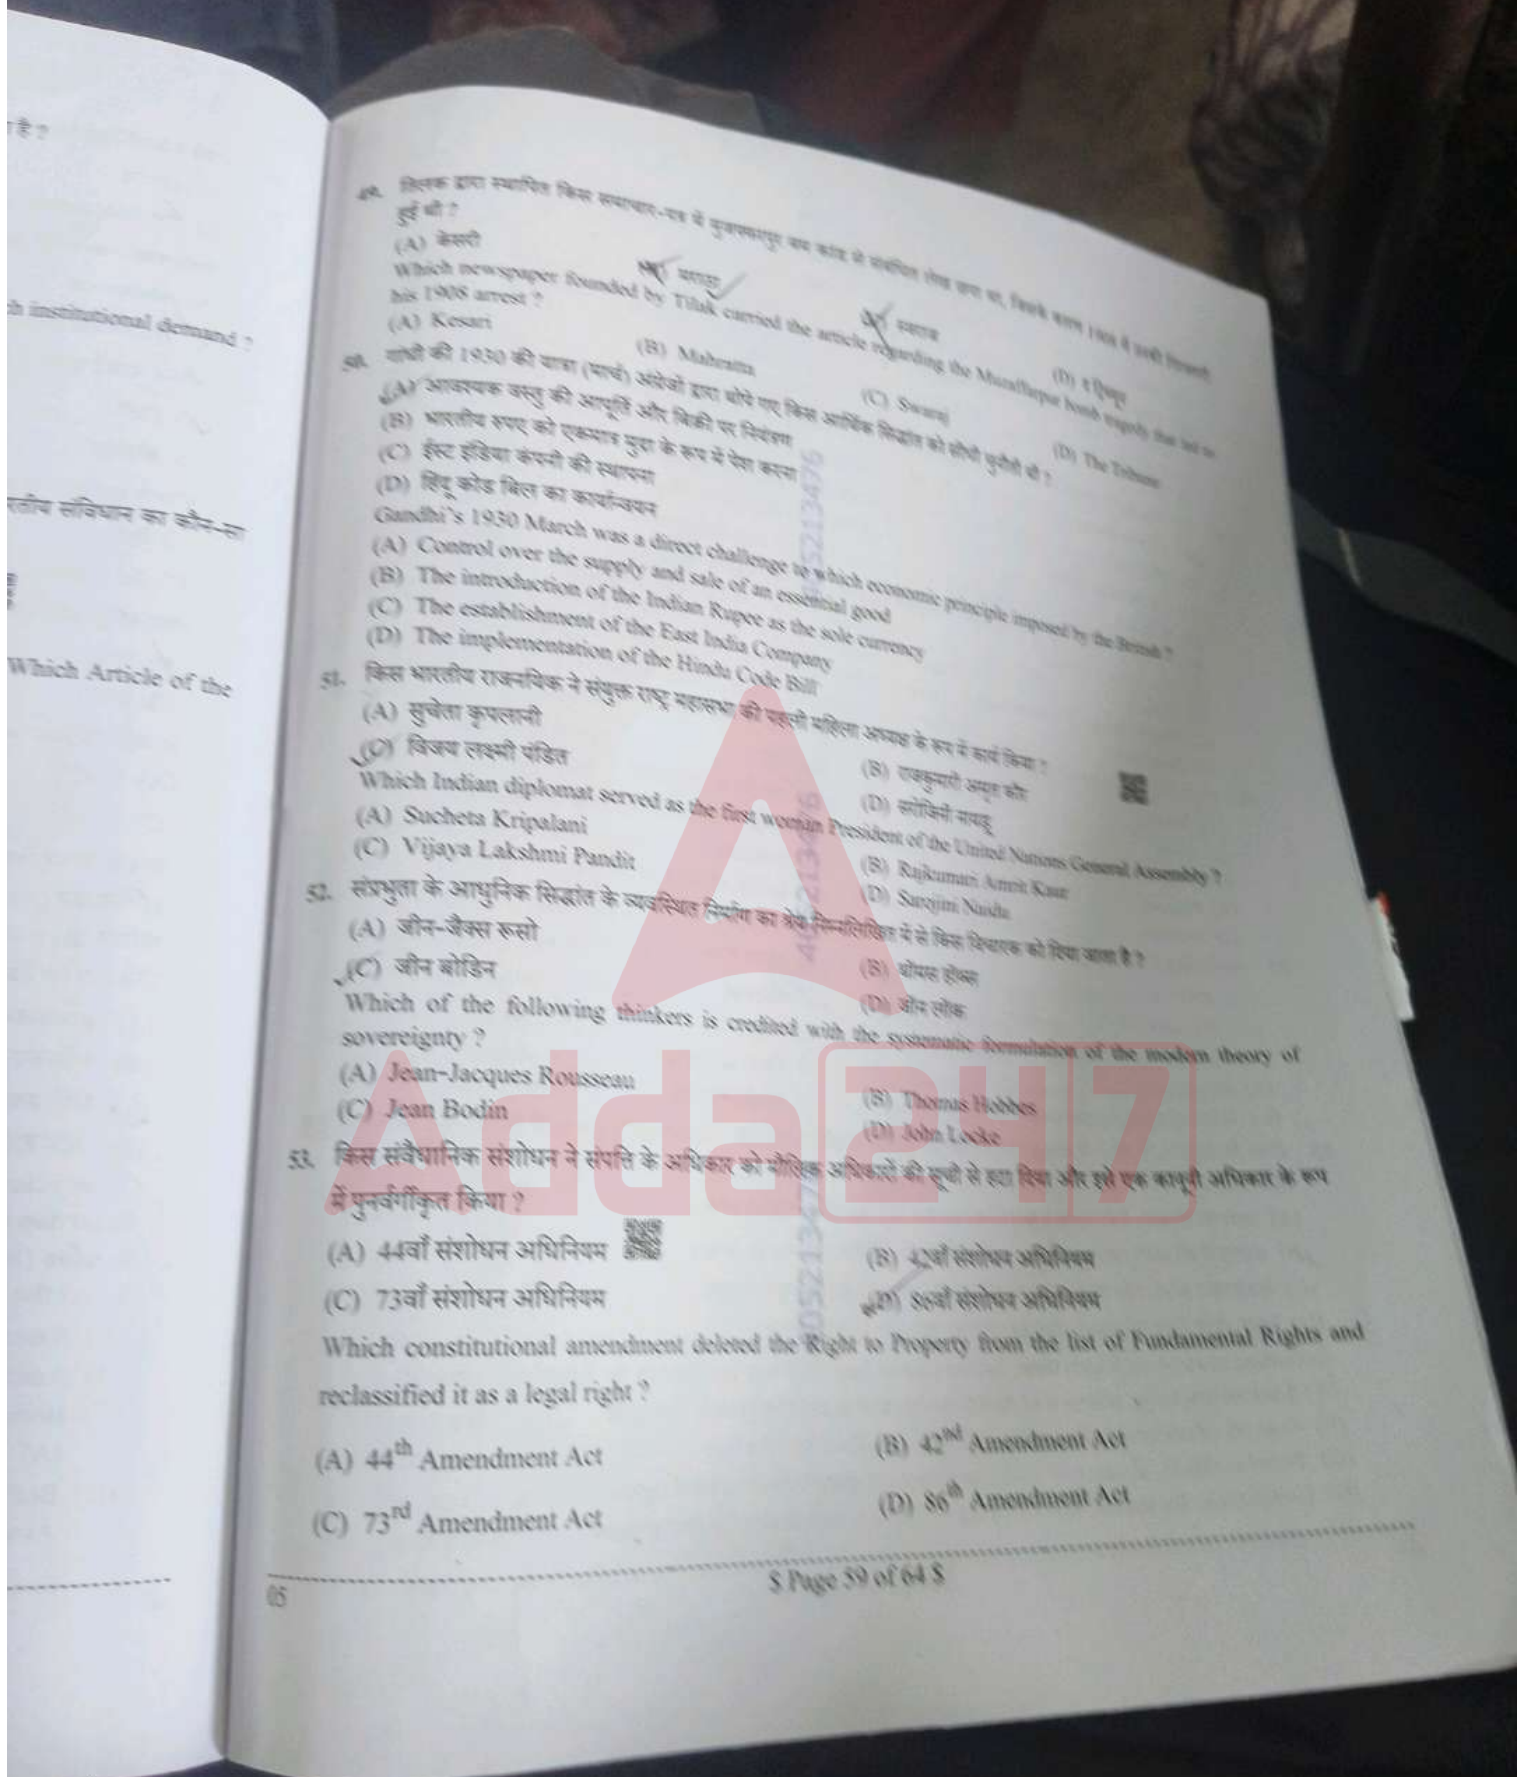 है ?
institutional demand ?
संविधान का कौन-सा
Which Article of the
49. तिलक द्वारा स्थापित किस समाचार-पत्र में मुजफ्फरपुर बम कांड से संबंधित लेख छपा था, जिसके कारण 1908 में उनकी गिरफ्तारी
हुई थी ?
(A) केसरी
मराठा
स्वराज
(D) द ट्रिब्यून
Which newspaper founded by Tilak carried the article regarding the Muzaffarpur bomb tragedy that led to
his 1908 arrest ?
(A) Kesari
(B) Mahratta
(C) Swaraj
(D) The Tribune
50. गांधी की 1930 की यात्रा (मार्च) अंग्रेजों द्वारा थोपे गए किस आर्थिक सिद्धांत को सीधी चुनौती थी ?
(A) आवश्यक वस्तु की आपूर्ति और बिक्री पर नियंत्रण
(B) भारतीय रुपए को एकमात्र मुद्रा के रूप में पेश करना
(C) ईस्ट इंडिया कंपनी की स्थापना
(D) हिंदू कोड बिल का कार्यान्वयन
Gandhi's 1930 March was a direct challenge to which economic principle imposed by the British ?
(A) Control over the supply and sale of an essential good
(B) The introduction of the Indian Rupee as the sole currency
(C) The establishment of the East India Company
(D) The implementation of the Hindu Code Bill
51. किस भारतीय राजनयिक ने संयुक्त राष्ट्र महासभा की पहली महिला अध्यक्ष के रूप में कार्य किया ?
(A) सुचेता कृपलानी
(B) राजकुमारी अमृत कौर
(C) विजय लक्ष्मी पंडित
(D) सरोजिनी नायडू
Which Indian diplomat served as the first woman President of the United Nations General Assembly ?
(A) Sucheta Kripalani
(B) Rajkumari Amrit Kaur
(C) Vijaya Lakshmi Pandit
(D) Sarojini Naidu
52. संप्रभुता के आधुनिक सिद्धांत के व्यवस्थित निर्माण का श्रेय निम्नलिखित में से किस विचारक को दिया जाता है ?
(A) जीन-जैक्स रूसो
(B) थॉमस हॉब्स
(C) जीन बोडिन
(D) जॉन लोक
Which of the following thinkers is credited with the systematic formulation of the modern theory of
sovereignty ?
(A) Jean-Jacques Rousseau
(B) Thomas Hobbes
(C) Jean Bodin
(D) John Locke
53. किस संवैधानिक संशोधन ने संपत्ति के अधिकार को मौलिक अधिकारों की सूची से हटा दिया और इसे एक कानूनी अधिकार के रूप
में पुनर्वर्गीकृत किया ?
(A) 44वाँ संशोधन अधिनियम
(B) 42वाँ संशोधन अधिनियम
(C) 73वाँ संशोधन अधिनियम
(D) 86वाँ संशोधन अधिनियम
Which constitutional amendment deleted the Right to Property from the list of Fundamental Rights and
reclassified it as a legal right ?
(A) 44th Amendment Act
(B) 42nd Amendment Act
(C) 73rd Amendment Act
(D) 86th Amendment Act
05
$ Page 59 of 64 $
Adda247